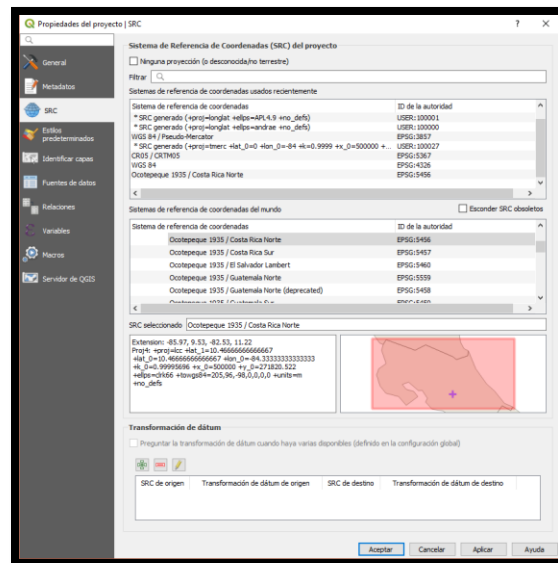 Propiedades del proyecto | SRC
?
General
Metadatos
SRC
Estilos
predeterminados
Identificar capas
Fuentes de datos
Relaciones
Variables
Macros
Servidor de QGIS
Sistema de Referencia de Coordenadas (SRC) del proyecto
Ninguna proyección (o desconocida/no terrestre)
Filtrar
Sistemas de referencia de coordenadas usados recientemente
Sistema de referencia de coordenadas ID de la autoridad
* SRC generado (+proj=longlat +ellps=APL4.9 +no_defs) USER:100001
* SRC generado (+proj=longlat +ellps=andrae +no_defs) USER:100000
WGS 84 / Pseudo-Mercator EPSG:3857
* SRC generado (+proj=tmerc +lat_0=0 +lon_0=-84 +k=0.9999 +x_0=500000 +... USER:100027
CR05 / CRTM05 EPSG:5367
WGS 84 EPSG:4326
Ocotepeque 1935 / Costa Rica Norte EPSG:5456
Sistemas de referencia de coordenadas del mundo Esconder SRC obsoletos
Sistema de referencia de coordenadas ID de la autoridad
Ocotepeque 1935 / Costa Rica Norte EPSG:5456
Ocotepeque 1935 / Costa Rica Sur EPSG:5457
Ocotepeque 1935 / El Salvador Lambert EPSG:5460
Ocotepeque 1935 / Guatemala Norte EPSG:5559
Ocotepeque 1935 / Guatemala Norte (deprecated) EPSG:5458
Ocotepeque 1935 / Guatemala Sur EPSG:5459
SRC seleccionado Ocotepeque 1935 / Costa Rica Norte
Extension: -85.97, 9.53, -82.53, 11.22
Proj4: +proj=lcc +lat_1=10.46666666666667
+lat_0=10.46666666666667 +lon_0=-84.33333333333333
+k_0=0.99995696 +x_0=500000 +y_0=271820.522
+ellps=clrk66 +towgs84=205,96,-98,0,0,0,0 +units=m
+no_defs
Transformación de dátum
Preguntar la transformación de dátum cuando haya varias disponibles (definido en la configuración global)
SRC de origen Transformación de dátum de origen SRC de destino Transformación de dátum de destino
Aceptar Cancelar Aplicar Ayuda